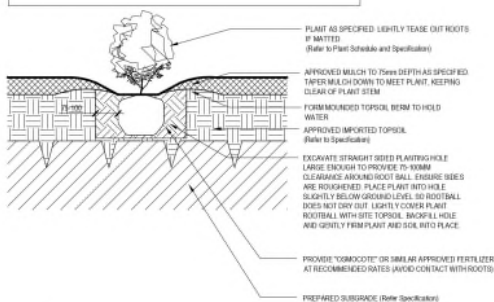 PLANT AS SPECIFIED. LIGHTLY TEASE OUT ROOTS
IF MATTED
(Refer to Plant Schedule and Specification)
APPROVED MULCH TO 75mm DEPTH AS SPECIFIED.
TAPER MULCH DOWN TO MEET PLANT, KEEPING
CLEAR OF PLANT STEM
FORM MOUNDED TOPSOIL BERM TO HOLD
WATER
75-100
APPROVED IMPORTED TOPSOIL
(Refer to Specification)
EXCAVATE STRAIGHT SIDED PLANTING HOLE
LARGE ENOUGH TO PROVIDE 75-100MM
CLEARANCE AROUND ROOT BALL. ENSURE SIDES
ARE ROUGHENED. PLACE PLANT INTO HOLE
SLIGHTLY BELOW GROUND LEVEL SO ROOTBALL
DOES NOT DRY OUT. LIGHTLY COVER PLANT
ROOTBALL WITH SITE TOPSOIL. BACKFILL HOLE
AND GENTLY FIRM PLANT AND SOIL INTO PLACE
PROVIDE "OSMOCOTE" OR SIMILAR APPROVED FERTILIZER
AT RECOMMENDED RATES (AVOID CONTACT WITH ROOTS)
PREPARED SUBGRADE (Refer Specification)